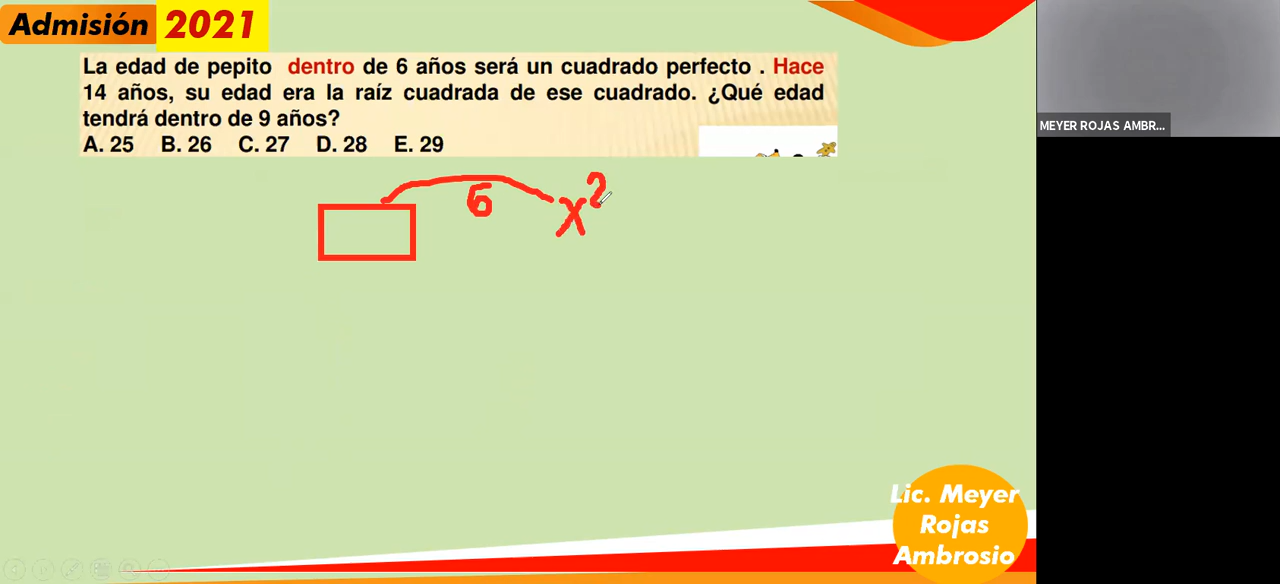 Admisión 2021
La edad de pepito dentro de 6 años será un cuadrado perfecto . Hace
14 años, su edad era la raíz cuadrada de ese cuadrado. ¿Qué edad
tendrá dentro de 9 años?
A. 25 B. 26 C. 27 D. 28 E. 29
MEYER ROJAS AMBR...
6 x²
Lic. Meyer
Rojas
Ambrosio